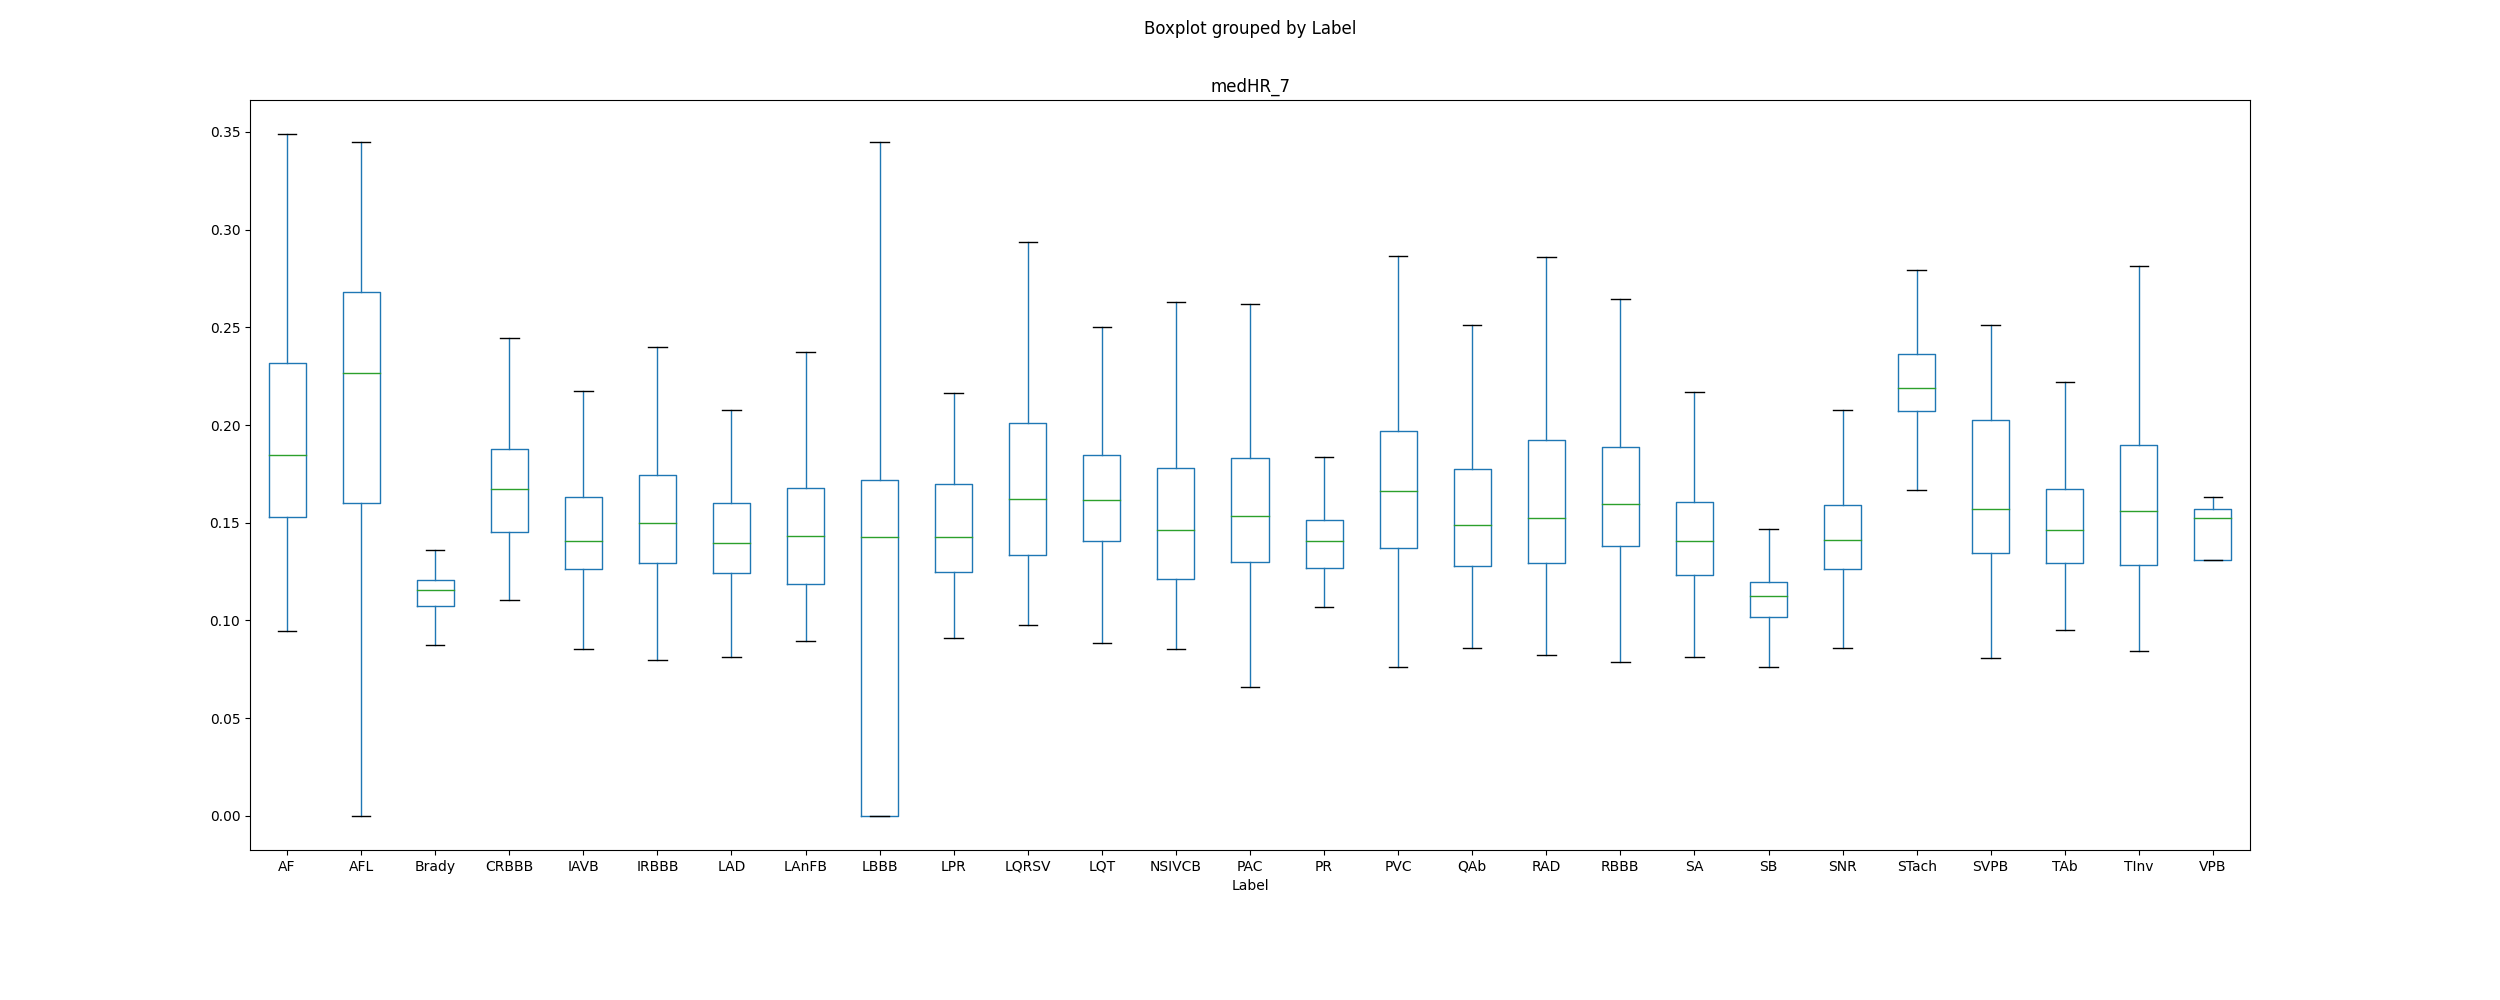 Boxplot grouped by Label
medHR_7
0.35
0.30
0.25
0.20
0.15
0.10
0.05
0.00
AF AFL Brady CRBBB IAVB IRBBB LAD LAnFB LBBB LPR LQRSV LQT NSIVCB PAC PR PVC QAb RAD RBBB SA SB SNR STach SVPB TAb TInv VPB
Label